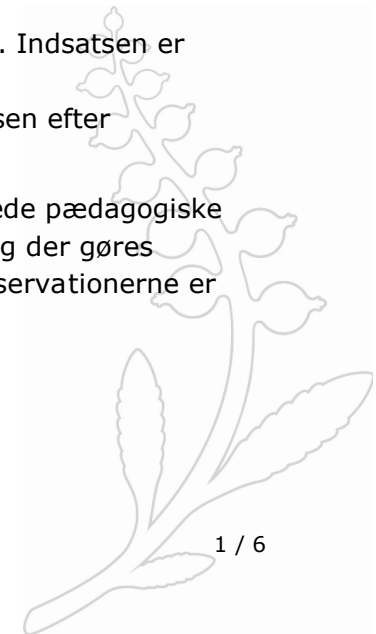 . Indsatsen er
sen efter
ede pædagogiske
g der gøres
servationerne er
1 / 6